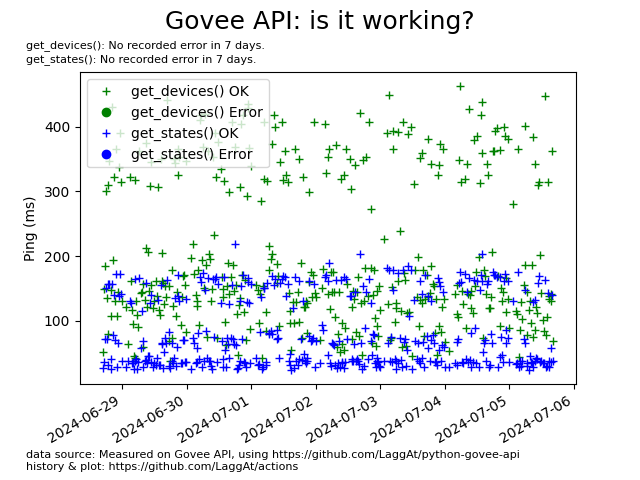 Govee API: is it working?
get_devices(): No recorded error in 7 days.
get_states(): No recorded error in 7 days.
get_devices() OK
get_devices() Error
get_states() OK
get_states() Error
Ping (ms)
400
300
200
100
2024-06-29
2024-06-30
2024-07-01
2024-07-02
2024-07-03
2024-07-04
2024-07-05
2024-07-06
data source: Measured on Govee API, using https://github.com/LaggAt/python-govee-api
history & plot: https://github.com/LaggAt/actions